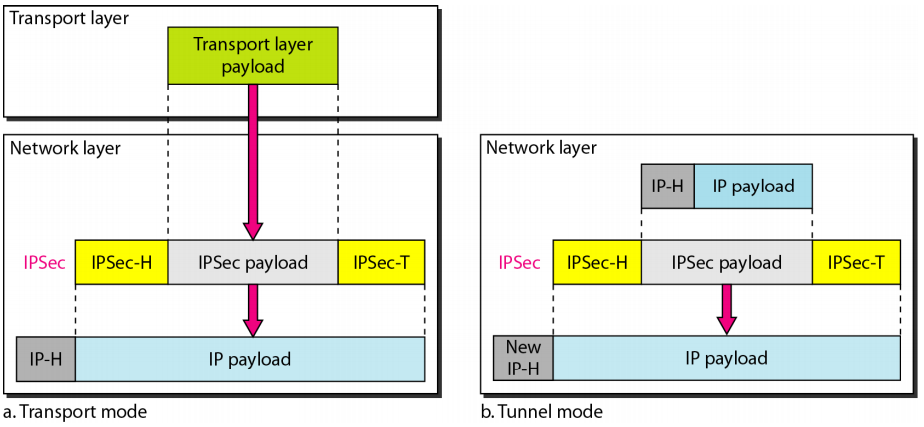 Transport layer
Transport layer
payload
Network layer
IPSec
IPSec-H
IPSec payload
IPSec-T
IP-H
IP payload
a. Transport mode
Network layer
IP-H
IP payload
IPSec
IPSec-H
IPSec payload
IPSec-T
New
IP-H
IP payload
b. Tunnel mode